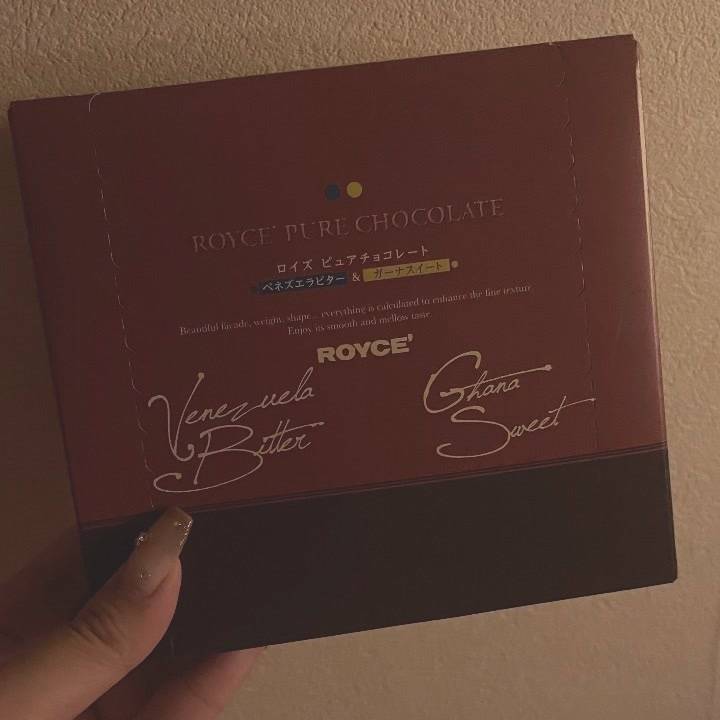 ROYCE' PURE CHOCOLATE
ロイズ ピュアチョコレート
ベネズエラビター & ガーナスイート
Beautiful facade, weight, shape... everything is calculated to enhance the fine texture.
Enjoy its smooth and mellow taste.
ROYCE'
Venezuela
Bitter
Ghana
Sweet